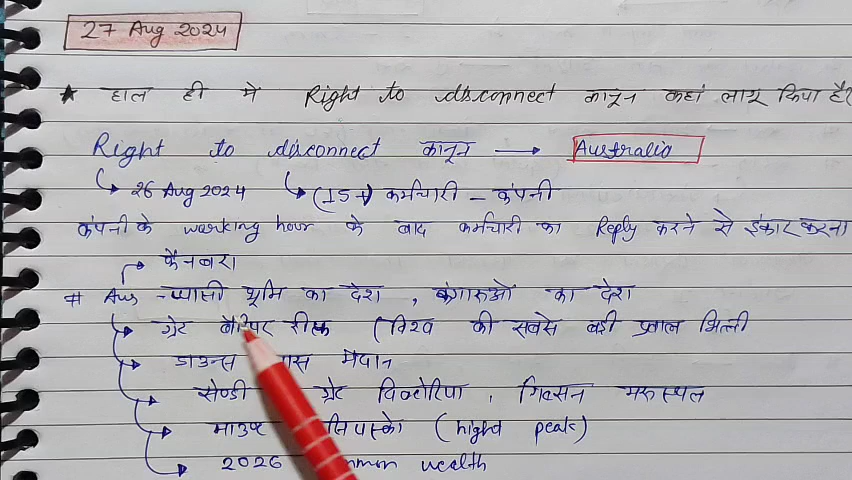 27 Aug 2024
★ हाल ही मे Right to disconnect कानून कहां लागू किया है?
Right to disconnect कानून → Australia
26 Aug 2024 (15+) कर्मचारी - कंपनी
कंपनी के working hour के बाद कर्मचारी का Reply करने से इंकार करना
कैनबरा
# Aus - प्यासी भूमि का देश, कंगारुओ का देश
ग्रेट बैरियर रीफ (विश्व की सबसे बड़ी प्रवाल भित्ती
डाउन्स मैदान
सेण्डी ग्रेट विक्टोरिया, गिब्सन मरुस्थल
माउण्ट (hight peak)
2026 wealth